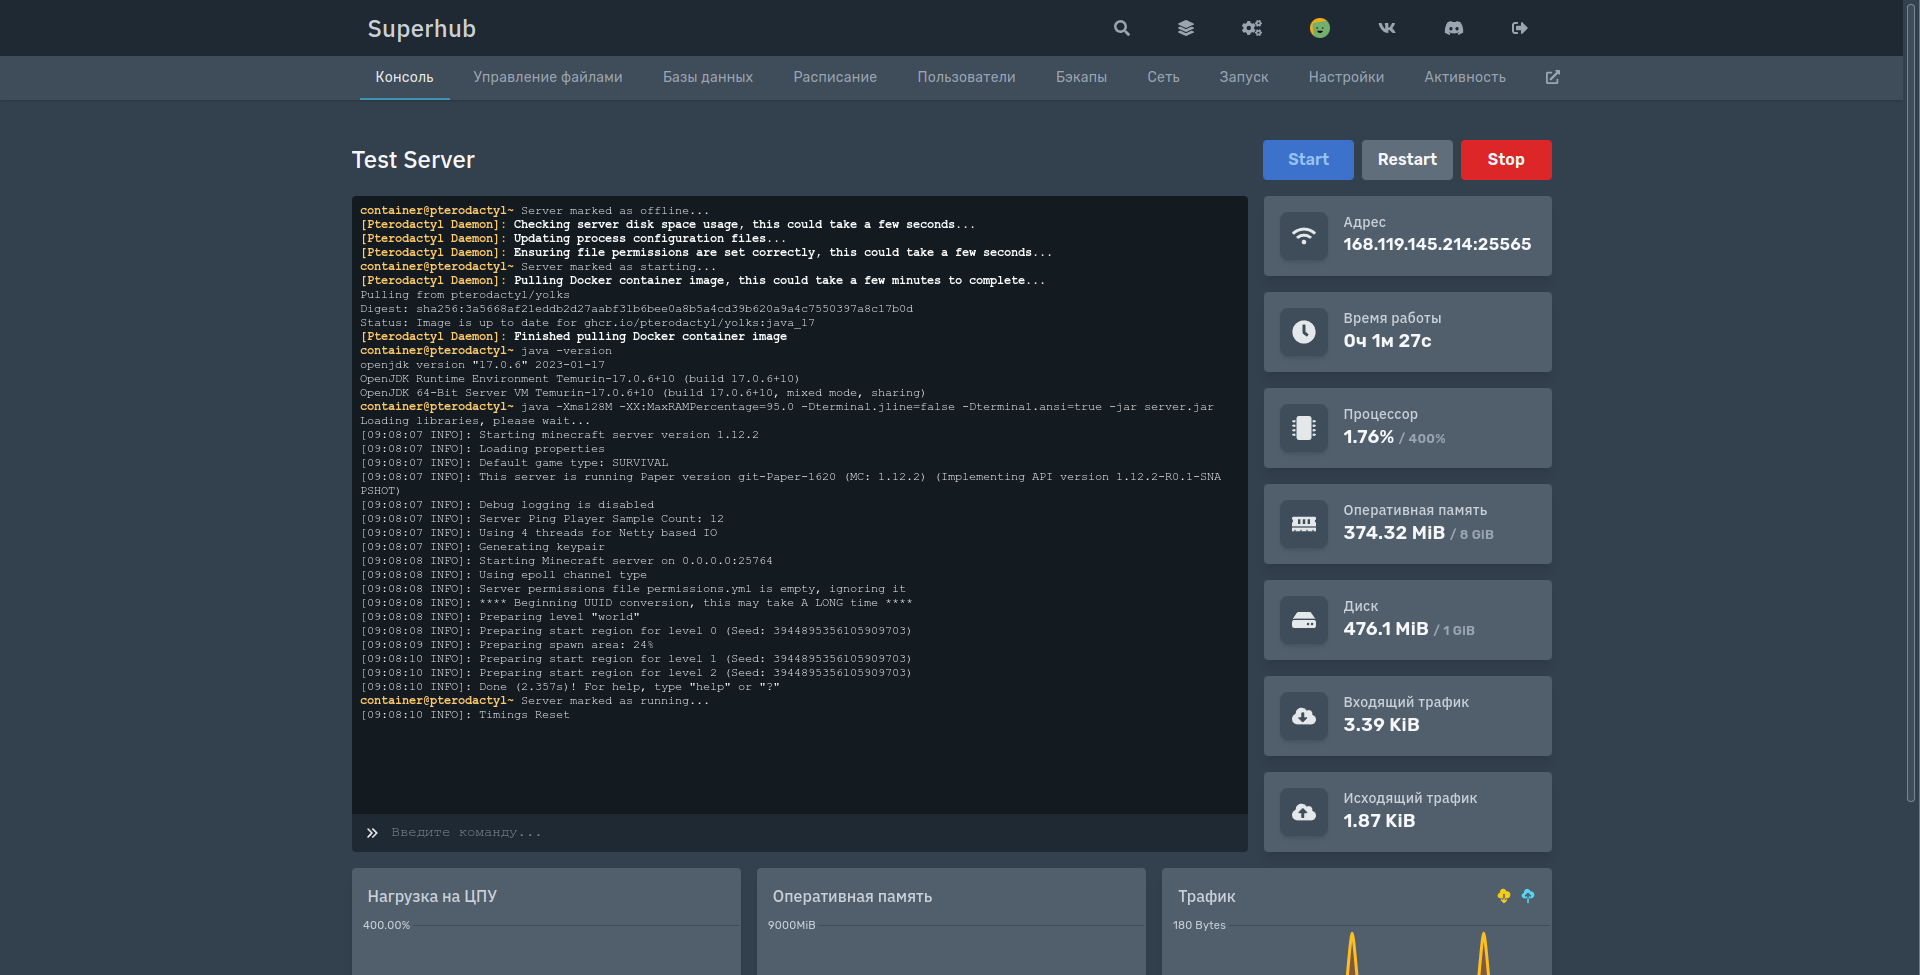 Superhub
Консоль Управление файлами Базы данных Расписание Пользователи Бэкапы Сеть Запуск Настройки Активность
Test Server
Start Restart Stop
container@pterodactyl~ Server marked as offline...
[Pterodactyl Daemon]: Checking server disk space usage, this could take a few seconds...
[Pterodactyl Daemon]: Updating process configuration files...
[Pterodactyl Daemon]: Ensuring file permissions are set correctly, this could take a few seconds...
container@pterodactyl~ Server marked as starting...
[Pterodactyl Daemon]: Pulling Docker container image, this could take a few minutes to complete...
Pulling from pterodactyl/yolks
Digest: sha256:3a5668af21eddb2d27aabf31b6bee0a8b5a4cd39b620a9a4c7550397a8c17b0d
Status: Image is up to date for ghcr.io/pterodactyl/yolks:java_17
[Pterodactyl Daemon]: Finished pulling Docker container image
container@pterodactyl~ java -version
openjdk version "17.0.6" 2023-01-17
OpenJDK Runtime Environment Temurin-17.0.6+10 (build 17.0.6+10)
OpenJDK 64-Bit Server VM Temurin-17.0.6+10 (build 17.0.6+10, mixed mode, sharing)
container@pterodactyl~ java -Xms128M -XX:MaxRAMPercentage=95.0 -Dterminal.jline=false -Dterminal.ansi=true -jar server.jar
Loading libraries, please wait...
[09:08:07 INFO]: Starting minecraft server version 1.12.2
[09:08:07 INFO]: Loading properties
[09:08:07 INFO]: Default game type: SURVIVAL
[09:08:07 INFO]: This server is running Paper version git-Paper-1620 (MC: 1.12.2) (Implementing API version 1.12.2-R0.1-SNA
PSHOT)
[09:08:07 INFO]: Debug logging is disabled
[09:08:07 INFO]: Server Ping Player Sample Count: 12
[09:08:07 INFO]: Using 4 threads for Netty based IO
[09:08:07 INFO]: Generating keypair
[09:08:08 INFO]: Starting Minecraft server on 0.0.0.0:25764
[09:08:08 INFO]: Using epoll channel type
[09:08:08 INFO]: Server permissions file permissions.yml is empty, ignoring it
[09:08:08 INFO]: **** Beginning UUID conversion, this may take A LONG time ****
[09:08:08 INFO]: Preparing level "world"
[09:08:08 INFO]: Preparing start region for level 0 (Seed: 3944895356105909703)
[09:08:09 INFO]: Preparing spawn area: 24%
[09:08:10 INFO]: Preparing start region for level 1 (Seed: 3944895356105909703)
[09:08:10 INFO]: Preparing start region for level 2 (Seed: 3944895356105909703)
[09:08:10 INFO]: Done (2.357s)! For help, type "help" or "?"
container@pterodactyl~ Server marked as running...
[09:08:10 INFO]: Timings Reset
Введите команду...
Адрес
168.119.145.214:25565
Время работы
0ч 1м 27с
Процессор
1.76% / 400%
Оперативная память
374.32 MiB / 8 GiB
Диск
476.1 MiB / 1 GiB
Входящий трафик
3.39 KiB
Исходящий трафик
1.87 KiB
Нагрузка на ЦПУ
400.00%
Оперативная память
9000MiB
Трафик
180 Bytes